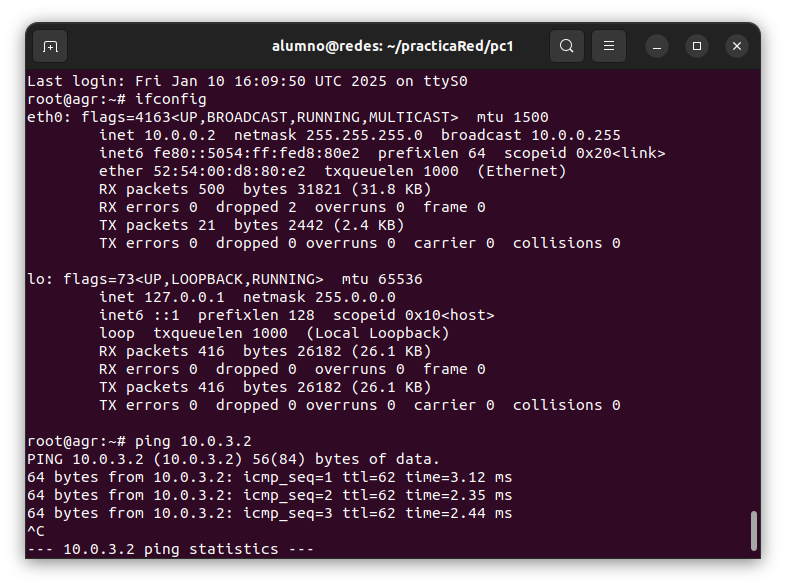 alumno@redes: ~/practicaRed/pc1
Last login: Fri Jan 10 16:09:50 UTC 2025 on ttyS0
root@agr:~# ifconfig
eth0: flags=4163<UP,BROADCAST,RUNNING,MULTICAST>  mtu 1500
        inet 10.0.0.2  netmask 255.255.255.0  broadcast 10.0.0.255
        inet6 fe80::5054:ff:fed8:80e2  prefixlen 64  scopeid 0x20<link>
        ether 52:54:00:d8:80:e2  txqueuelen 1000  (Ethernet)
        RX packets 500  bytes 31821 (31.8 KB)
        RX errors 0  dropped 2  overruns 0  frame 0
        TX packets 21  bytes 2442 (2.4 KB)
        TX errors 0  dropped 0 overruns 0  carrier 0  collisions 0

lo: flags=73<UP,LOOPBACK,RUNNING>  mtu 65536
        inet 127.0.0.1  netmask 255.0.0.0
        inet6 ::1  prefixlen 128  scopeid 0x10<host>
        loop  txqueuelen 1000  (Local Loopback)
        RX packets 416  bytes 26182 (26.1 KB)
        RX errors 0  dropped 0  overruns 0  frame 0
        TX packets 416  bytes 26182 (26.1 KB)
        TX errors 0  dropped 0 overruns 0  carrier 0  collisions 0

root@agr:~# ping 10.0.3.2
PING 10.0.3.2 (10.0.3.2) 56(84) bytes of data.
64 bytes from 10.0.3.2: icmp_seq=1 ttl=62 time=3.12 ms
64 bytes from 10.0.3.2: icmp_seq=2 ttl=62 time=2.35 ms
64 bytes from 10.0.3.2: icmp_seq=3 ttl=62 time=2.44 ms
^C
--- 10.0.3.2 ping statistics ---